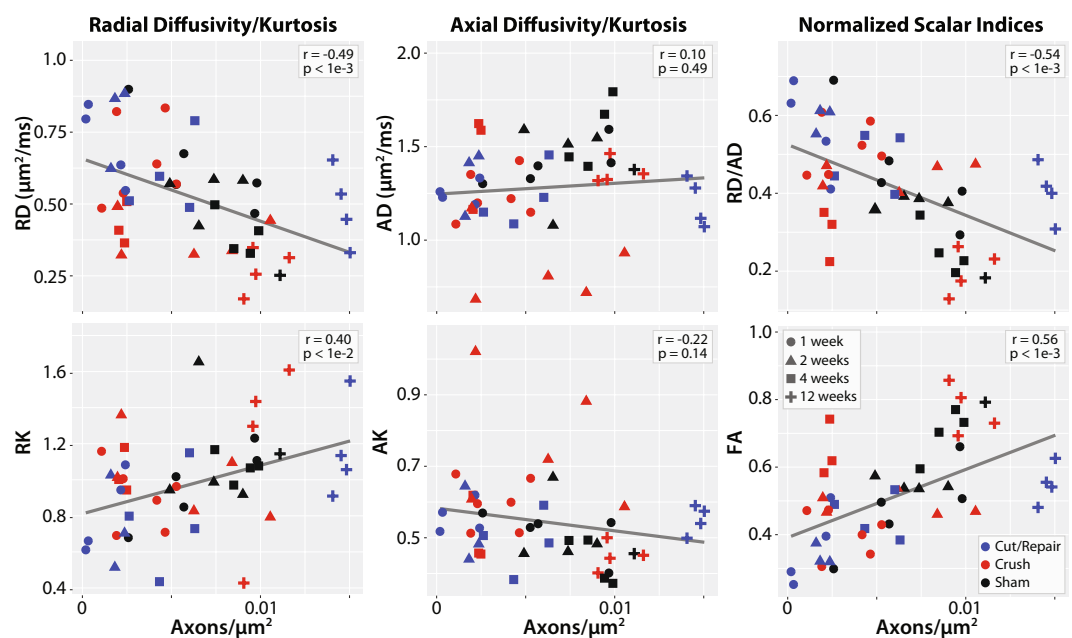 Radial Diffusivity/Kurtosis
Axial Diffusivity/Kurtosis
Normalized Scalar Indices
RD (μm²/ms)
1.0
0.75
0.50
0.25
r = -0.49
p < 1e-3
AD (μm²/ms)
2.0
1.5
1.0
r = 0.10
p = 0.49
RD/AD
0.6
0.4
0.2
r = -0.54
p < 1e-3
RK
1.6
1.2
0.8
0.4
r = 0.40
p < 1e-2
0
0.01
Axons/μm²
AK
0.9
0.7
0.5
r = -0.22
p = 0.14
0
0.01
Axons/μm²
FA
1.0
0.8
0.6
0.4
0.2
1 week
2 weeks
4 weeks
12 weeks
r = 0.56
p < 1e-3
Cut/Repair
Crush
Sham
0
0.01
Axons/μm²